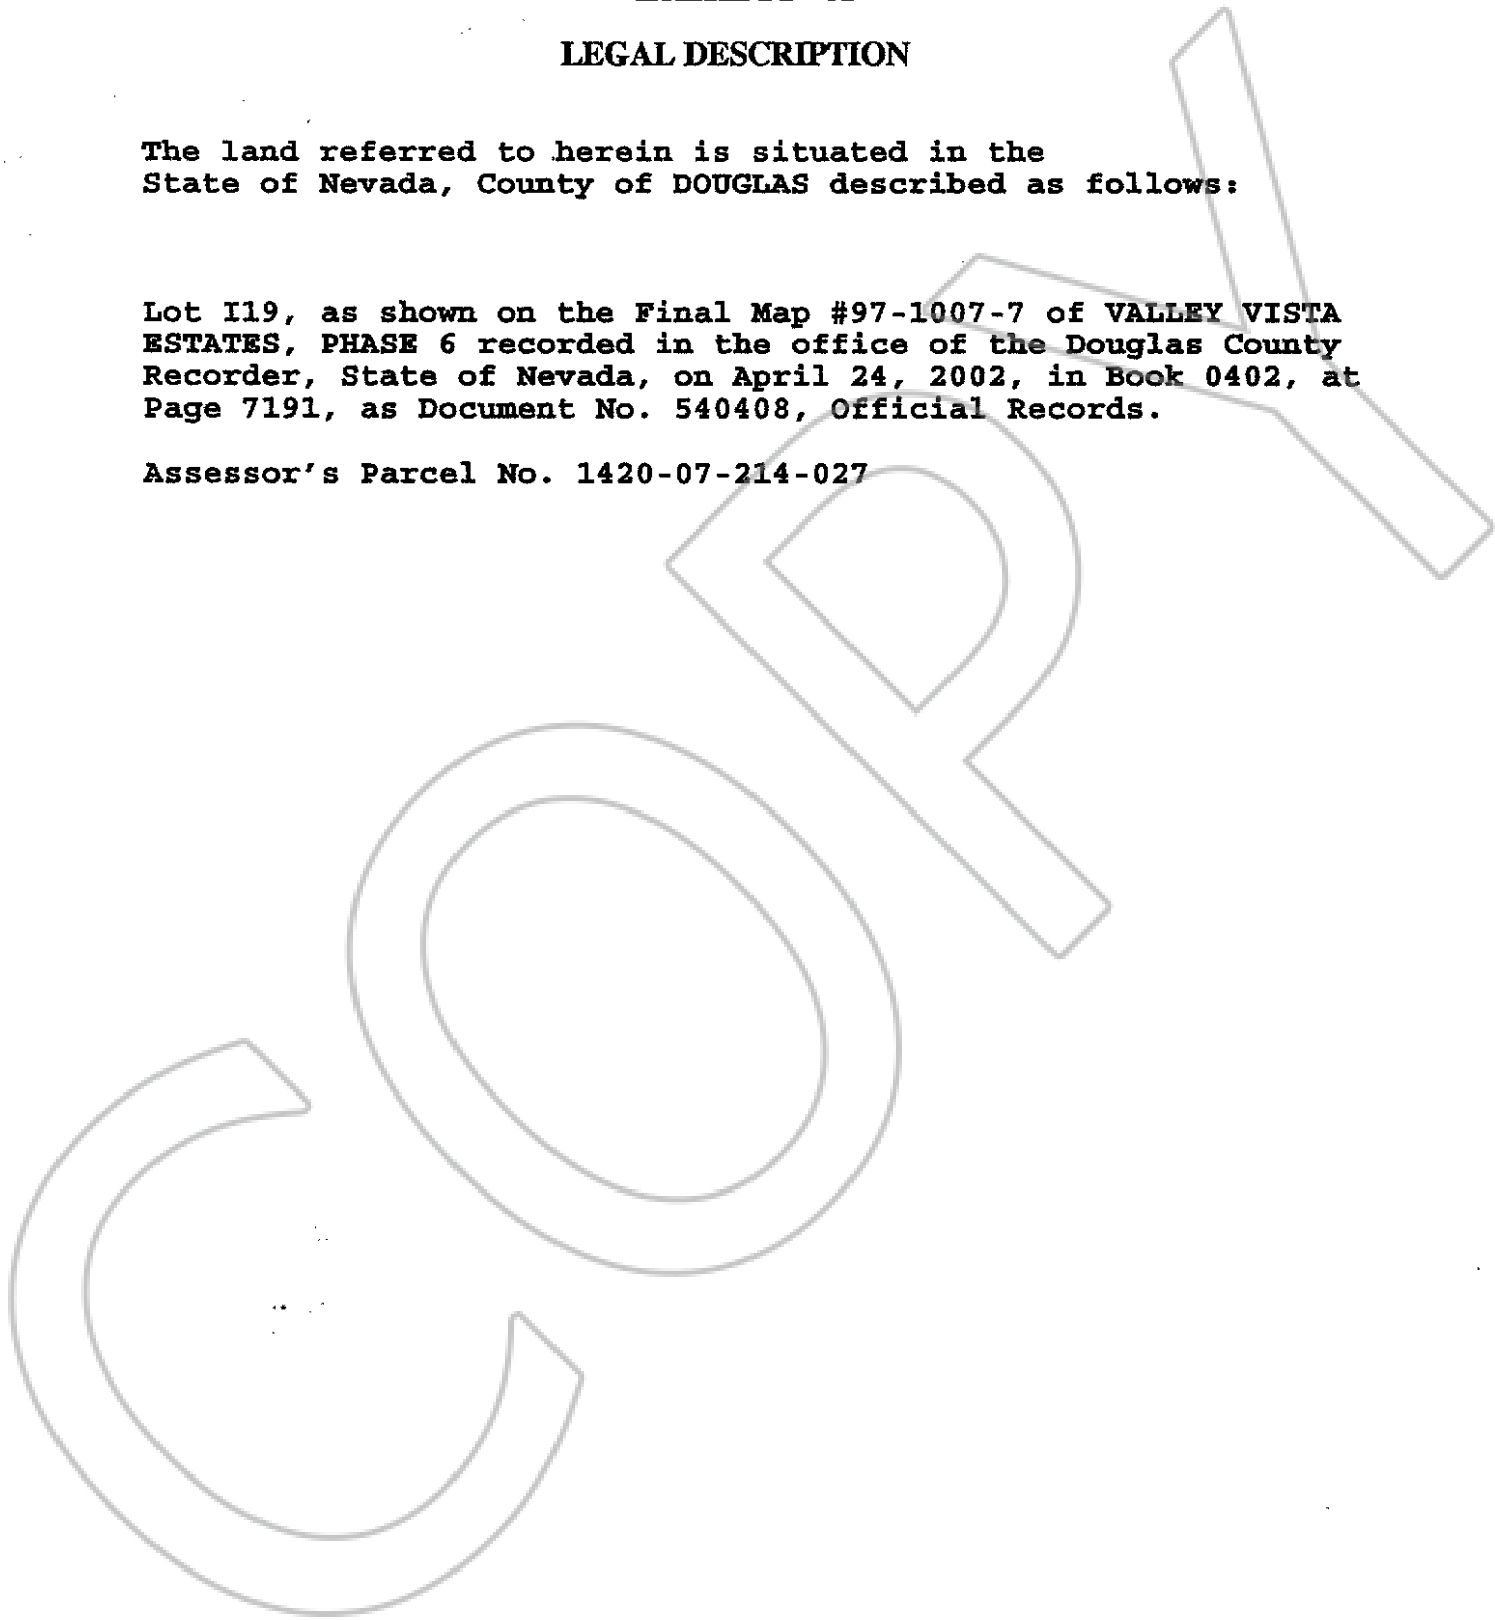 LEGAL DESCRIPTION
The land referred to herein is situated in the
State of Nevada, County of DOUGLAS described as follows:
Lot I19, as shown on the Final Map #97-1007-7 of VALLEY VISTA
ESTATES, PHASE 6 recorded in the office of the Douglas County
Recorder, State of Nevada, on April 24, 2002, in Book 0402, at
Page 7191, as Document No. 540408, Official Records.
Assessor's Parcel No. 1420-07-214-027
COPY